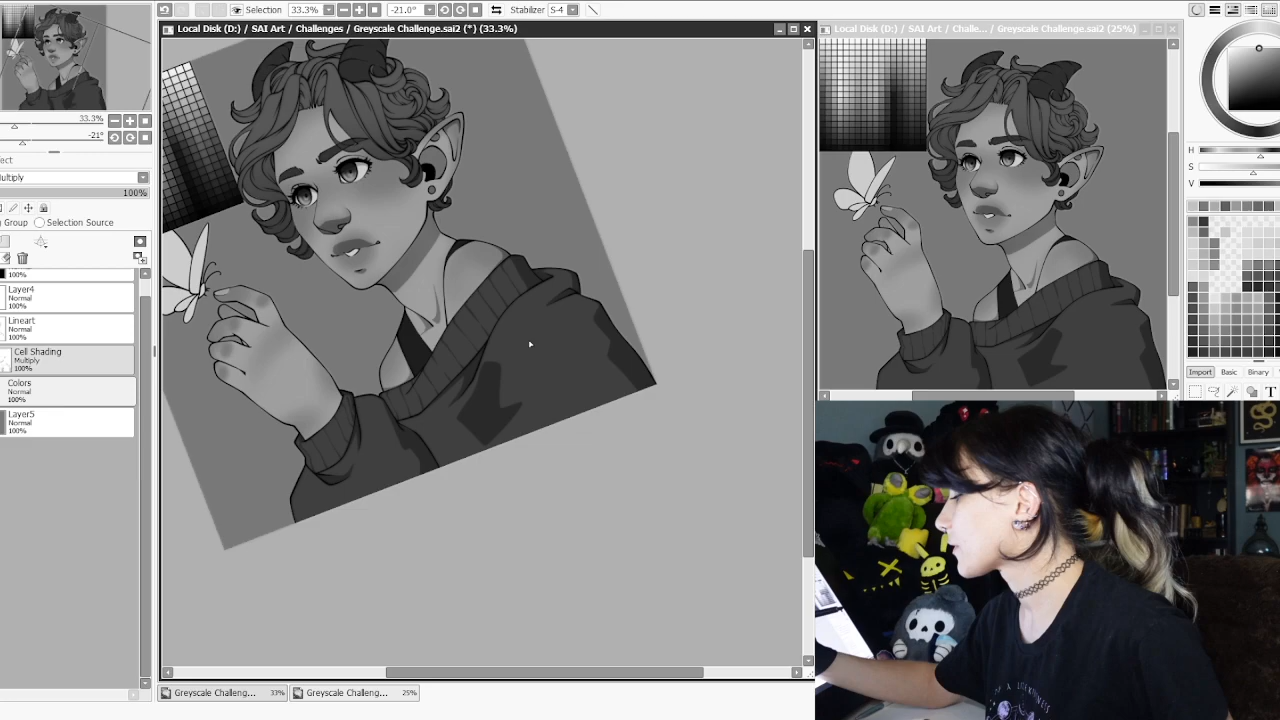 Selection 33.3% -21.0° Stabilizer S-4
Local Disk (D:) / SAI Art / Challenges / Greyscale Challenge.sai2 (*) (33.3%)
Local Disk (D:) / SAI Art / Challe... / Greyscale Challenge.sai2 (25%)
33.3%
-21°
ect
ultiply
100%
g Group Selection Source
100%
Layer4
Normal
100%
Lineart
Normal
100%
Cell Shading
Multiply
100%
Colors
Normal
100%
Layer5
Normal
100%
H
S
V
Import Basic Binary
T
Greyscale Challeng... 33%
Greyscale Challeng... 25%